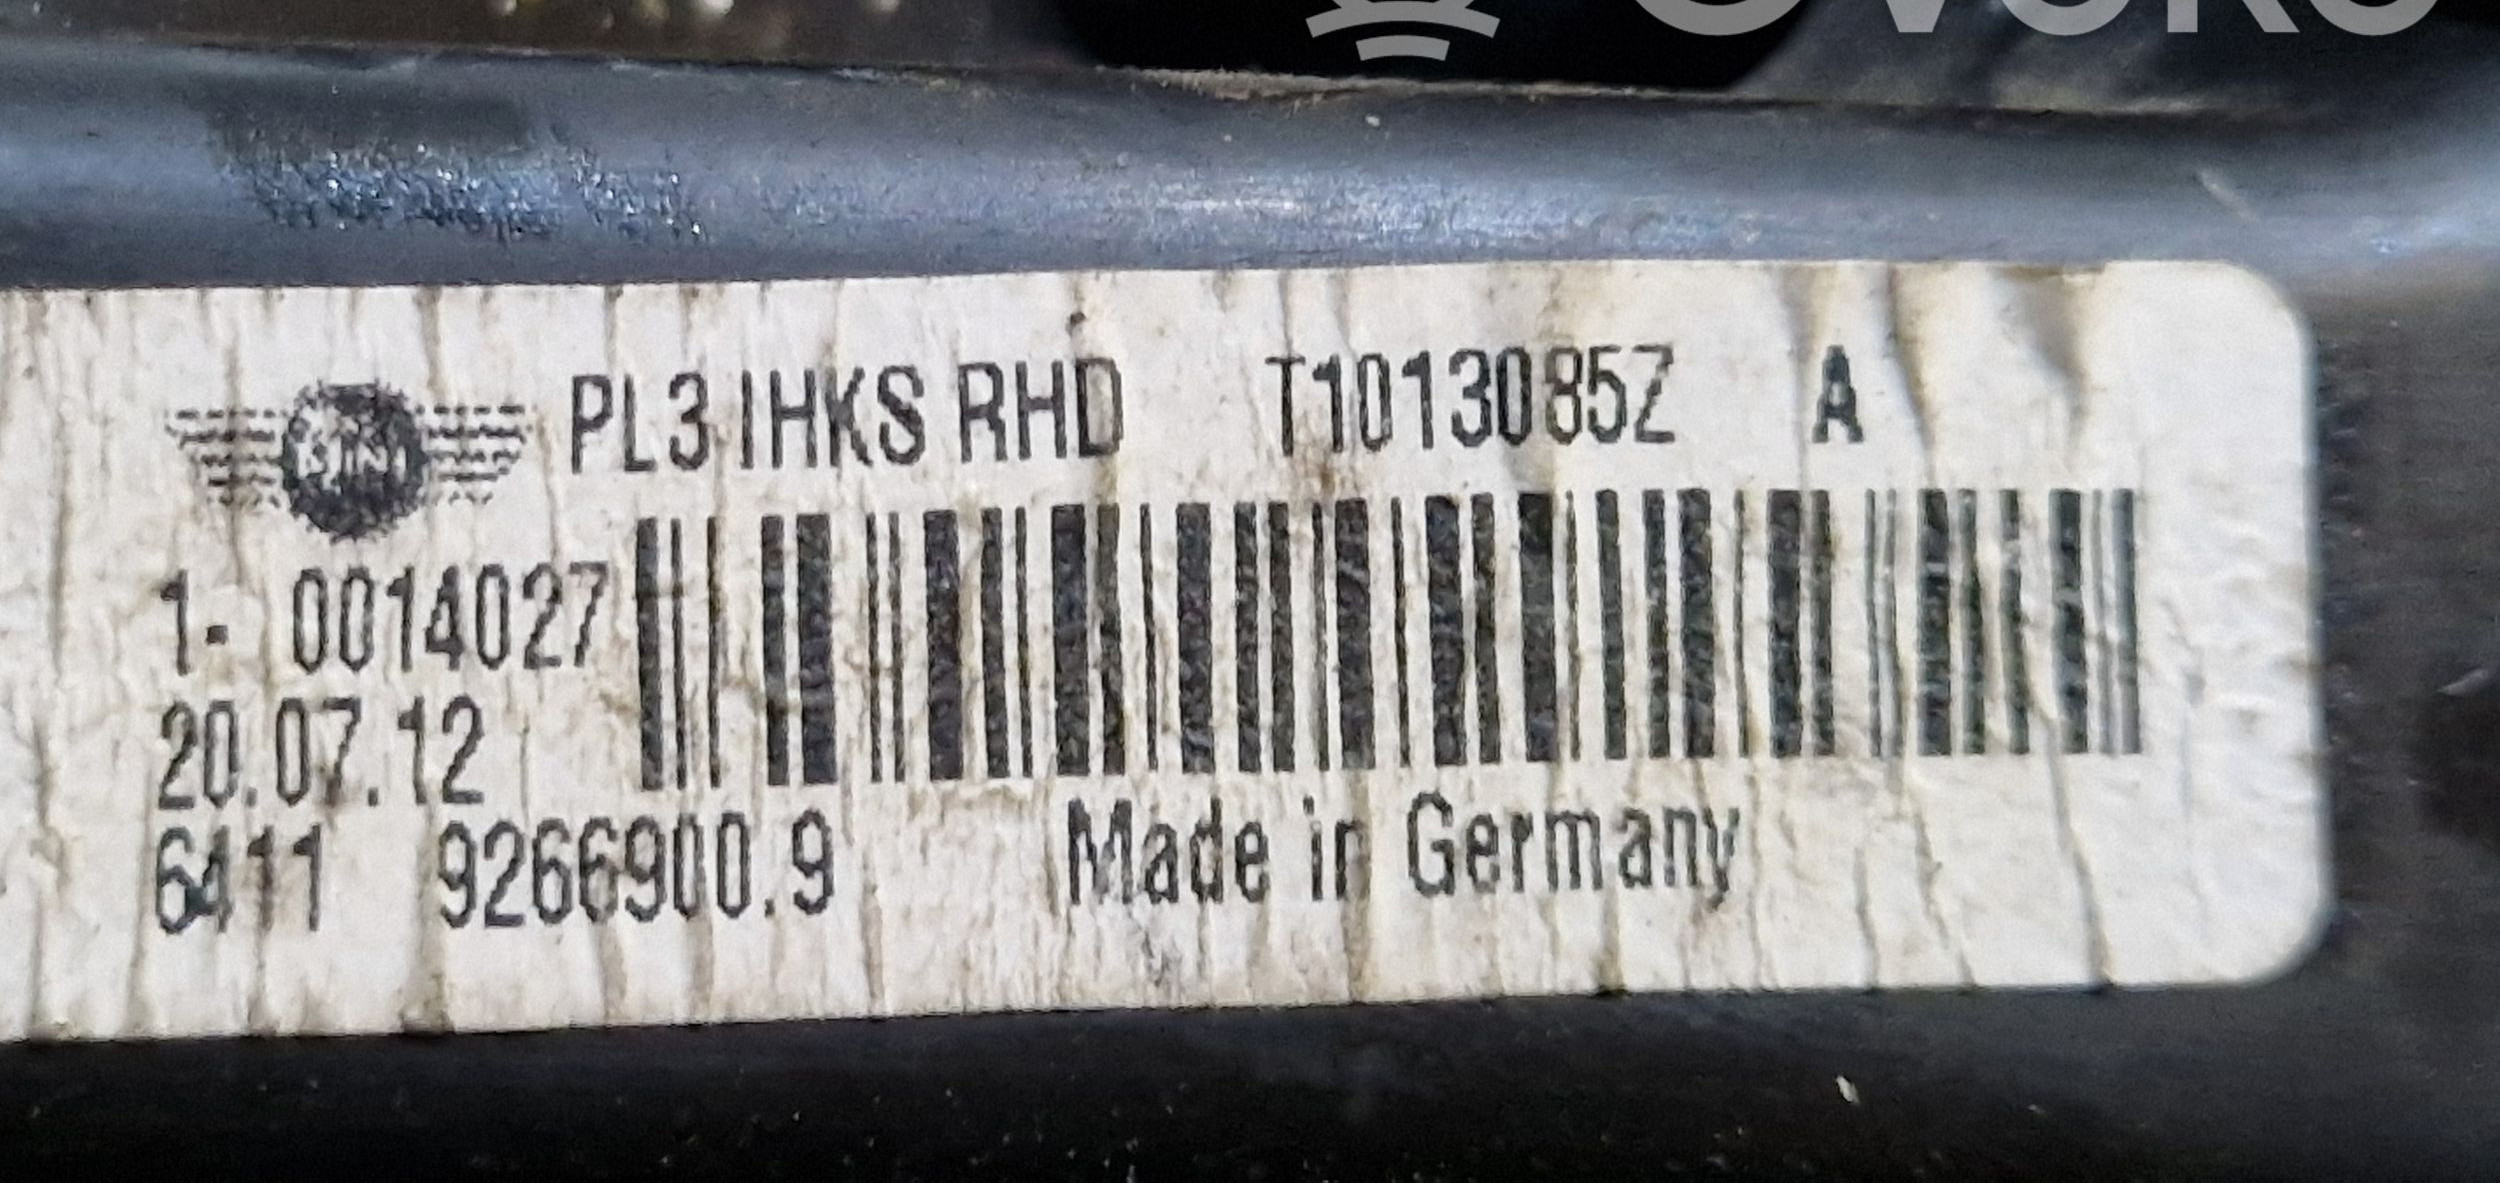 PL3 IHKS RHD T1013085Z A
1- 0014027
20.07.12
6411 9266900.9 Made in Germany